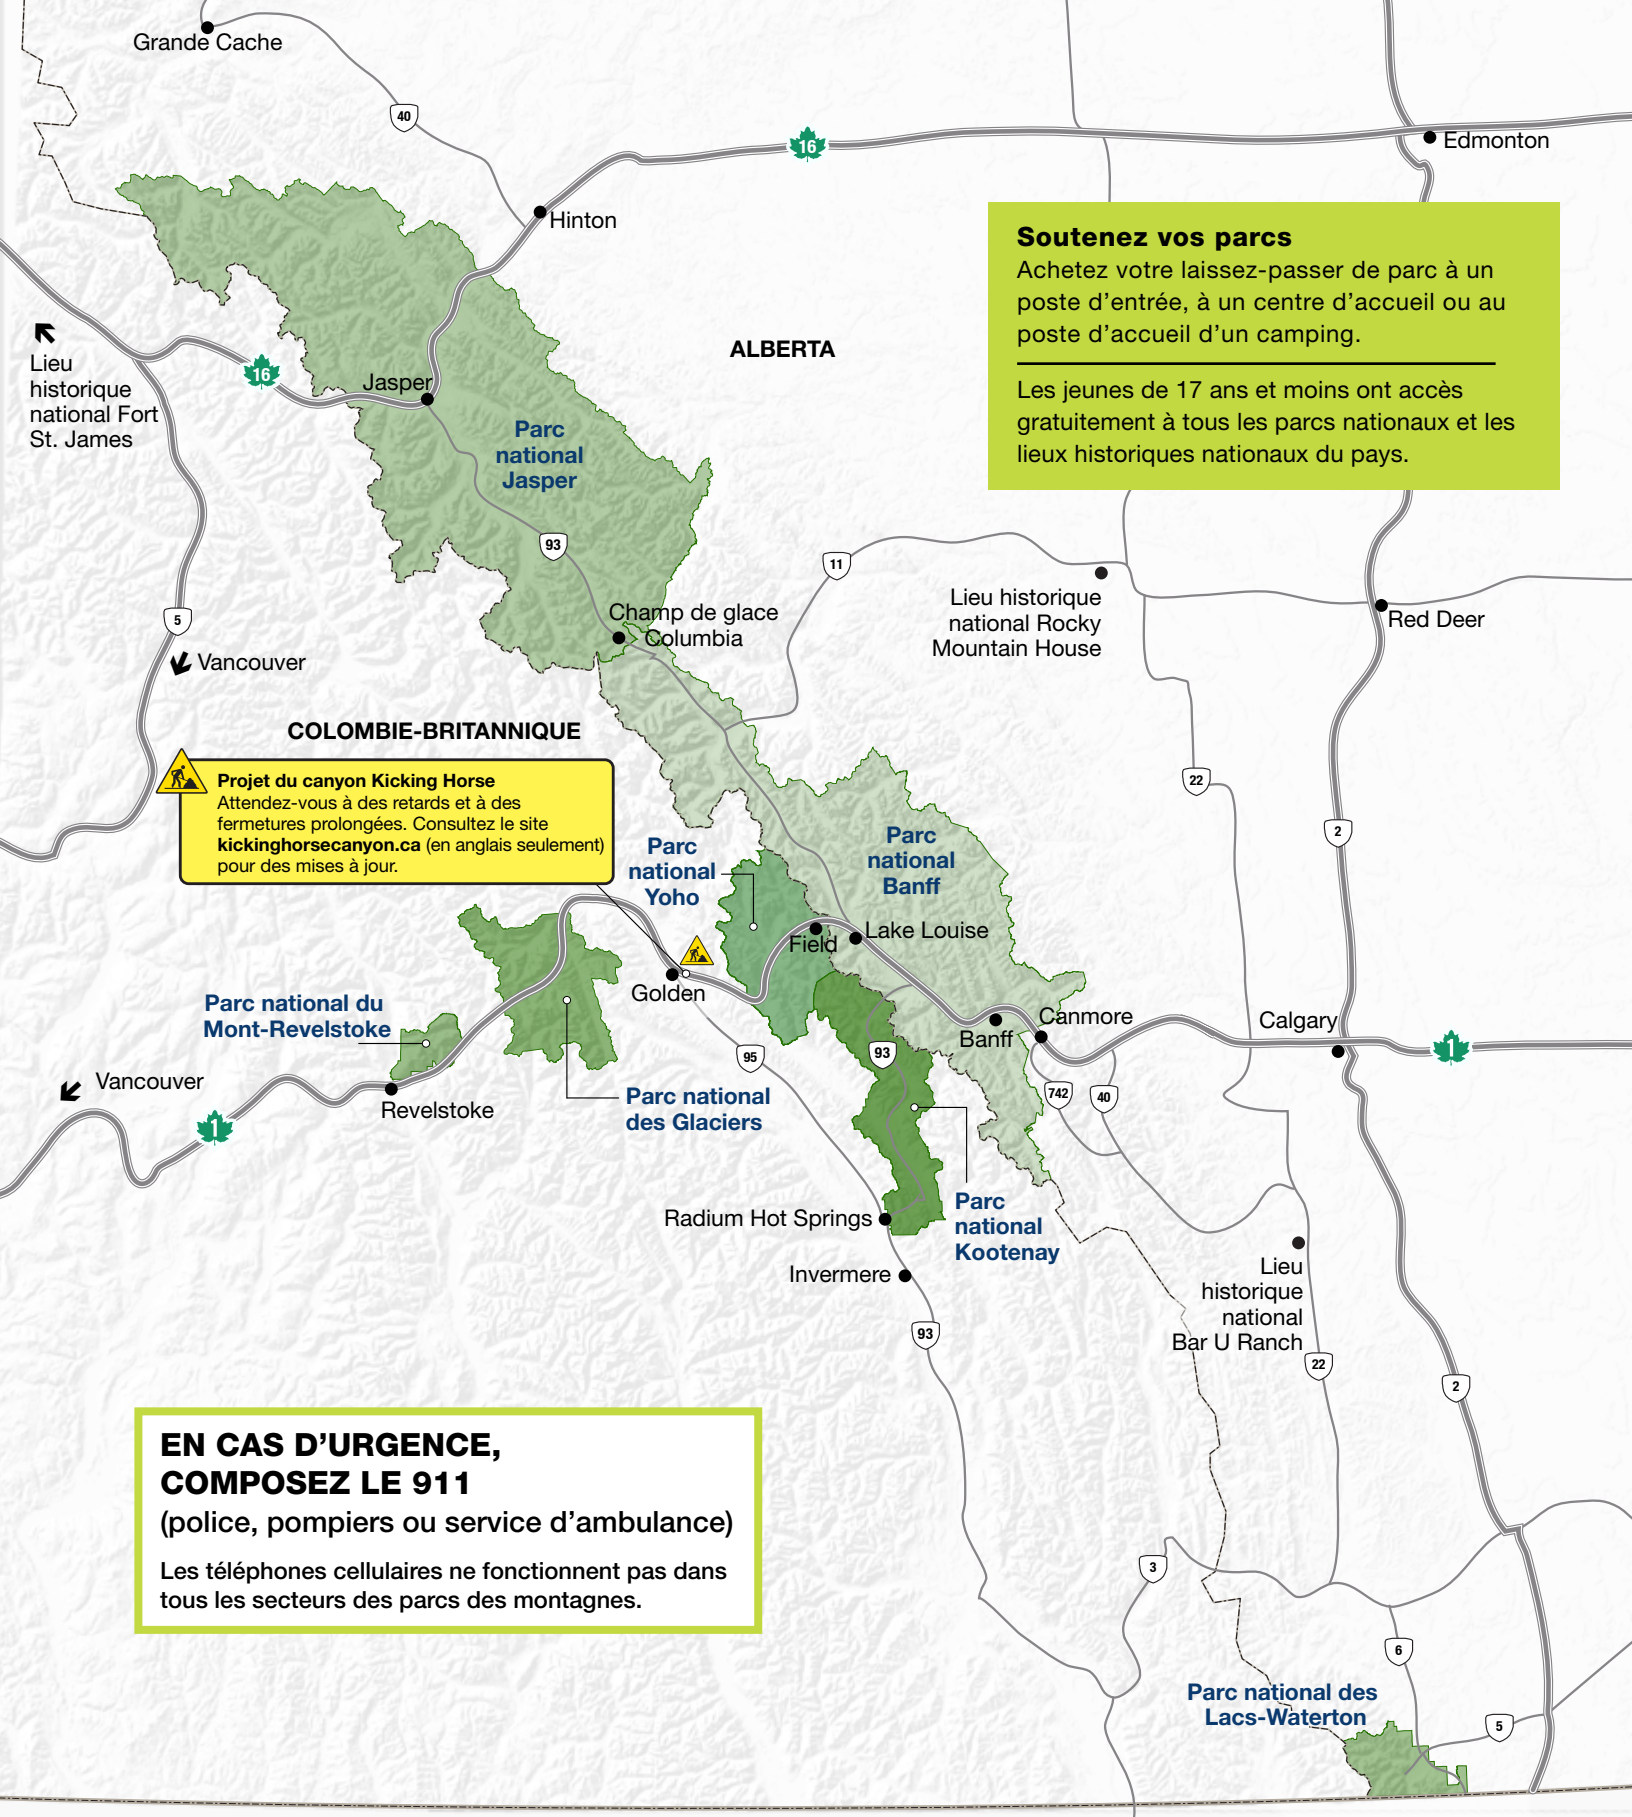 Grande Cache
40
16
Edmonton
Hinton
Soutenez vos parcs
Achetez votre laissez-passer de parc à un
poste d’entrée, à un centre d’accueil ou au
poste d’accueil d’un camping.
Les jeunes de 17 ans et moins ont accès
gratuitement à tous les parcs nationaux et les
lieux historiques nationaux du pays.
ALBERTA
Lieu
historique
national Fort
St. James
16
Jasper
Parc
national
Jasper
93
11
Lieu historique
national Rocky
Mountain House
Red Deer
Champ de glace
Columbia
5
Vancouver
COLOMBIE-BRITANNIQUE
Projet du canyon Kicking Horse
Attendez-vous à des retards et à des
fermetures prolongées. Consultez le site
kickinghorsecanyon.ca (en anglais seulement)
pour des mises à jour.
22
2
Parc
national
Yoho
Parc
national
Banff
Field
Lake Louise
Golden
Parc national du
Mont-Revelstoke
Banff
Canmore
Calgary
1
95
93
742
40
Vancouver
1
Revelstoke
Parc national
des Glaciers
Radium Hot Springs
Parc
national
Kootenay
Invermere
Lieu
historique
national
Bar U Ranch
93
22
2
EN CAS D’URGENCE,
COMPOSEZ LE 911
(police, pompiers ou service d’ambulance)
Les téléphones cellulaires ne fonctionnent pas dans
tous les secteurs des parcs des montagnes.
3
6
Parc national des
Lacs-Waterton
5